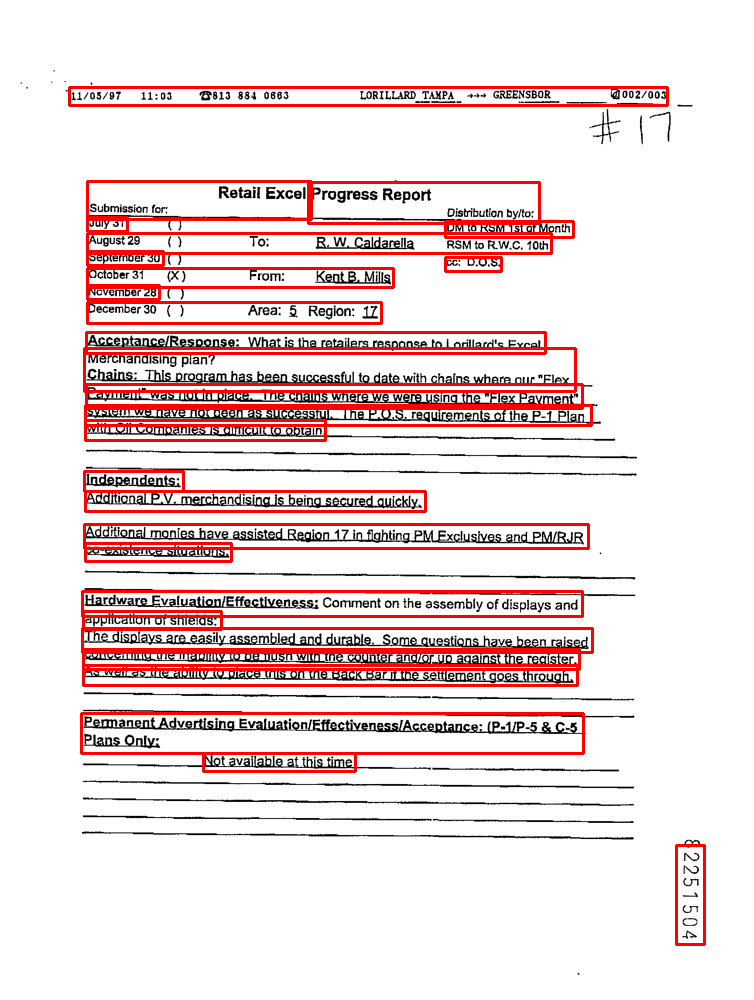 11/05/97 11:03 ☎813 884 0663 LORILLARD TAMPA →→→ GREENSBOR 002/003
# 17
Retail Excel Progress Report
Submission for: Distribution by/to:
July 31 ( ) DM to RSM 1st of Month
August 29 ( ) To: R. W. Caldarella RSM to R.W.C. 10th
September 30 ( ) cc: D.O.S.
October 31 (X) From: Kent B. Mills
November 28 ( )
December 30 ( ) Area: 5 Region: 17
Acceptance/Response: What is the retailers response to Lorillard's Excel
Merchandising plan?
Chains: This program has been successful to date with chains where our "Flex
Payment" was not in place. The chains where we were using the "Flex Payment"
system we have not been as successful. The P.O.S. requirements of the P-1 Plan
with Oil Companies is difficult to obtain
Independents:
Additional P.V. merchandising is being secured quickly.
Additional monies have assisted Region 17 in fighting PM Exclusives and PM/RJR
co-existence situations.
Hardware Evaluation/Effectiveness: Comment on the assembly of displays and
application of shields:
The displays are easily assembled and durable. Some questions have been raised
concerning the inability to be flush with the counter and/or up against the register.
As well as the ability to place this on the Back Bar if the settlement goes through.
Permanent Advertising Evaluation/Effectiveness/Acceptance: (P-1/P-5 & C-5
Plans Only:
Not available at this time
82251504